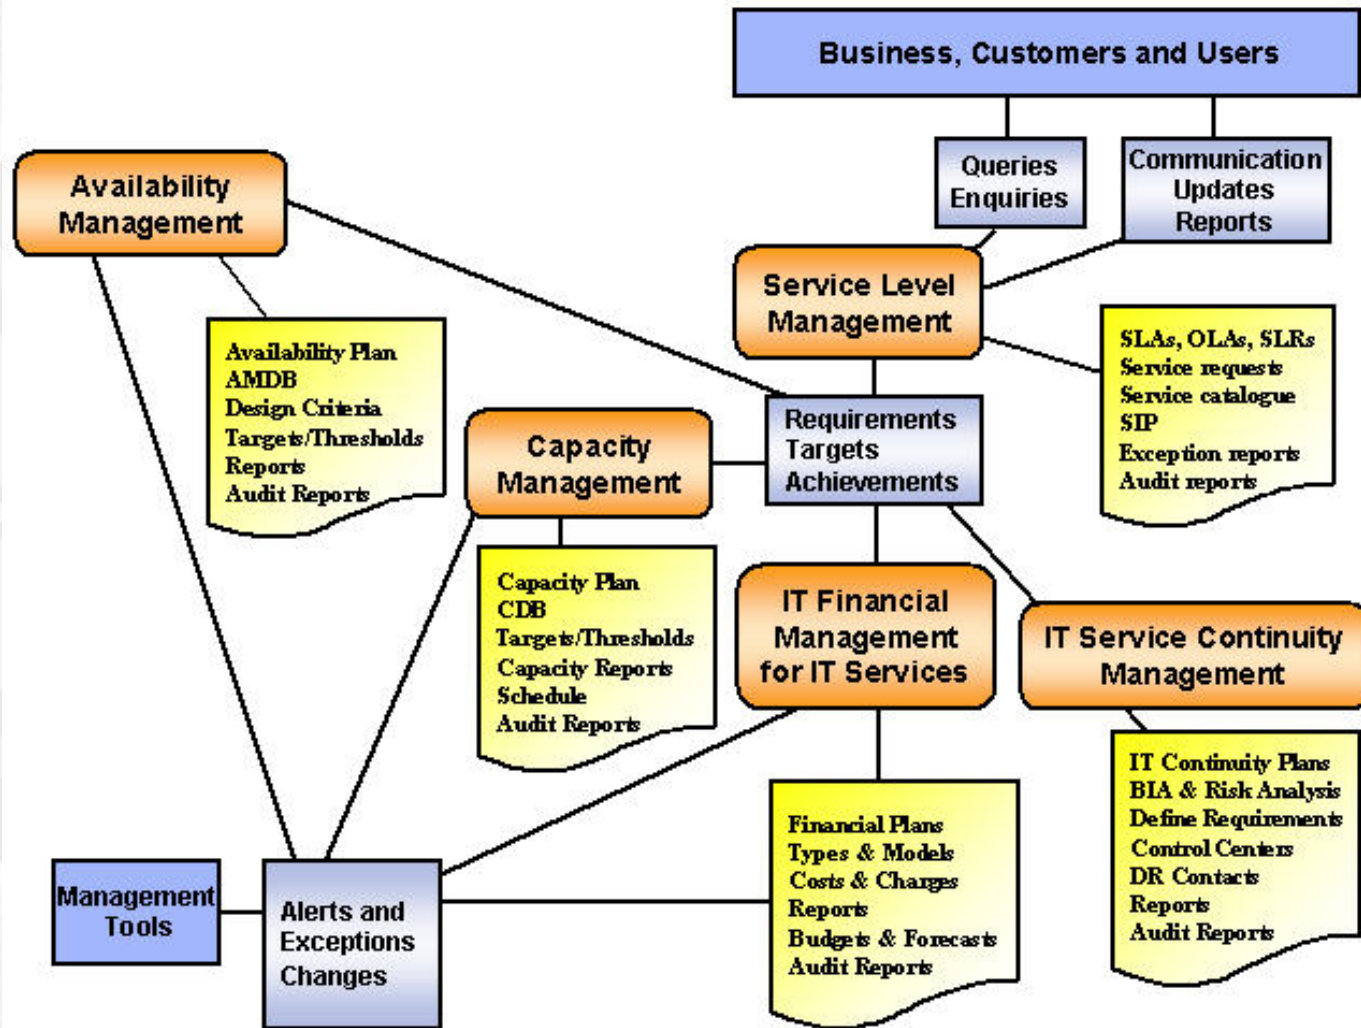 Business, Customers and Users
Queries
Enquiries
Communication
Updates
Reports
Availability
Management
Service Level
Management
Availability Plan
AMDB
Design Criteria
Targets/Thresholds
Reports
Audit Reports
SLAs, OLAs, SLRs
Service requests
Service catalogue
SIP
Exception reports
Audit reports
Requirements
Targets
Achievements
Capacity
Management
Capacity Plan
CDB
Targets/Thresholds
Capacity Reports
Schedule
Audit Reports
IT Financial
Management
for IT Services
IT Service Continuity
Management
IT Continuity Plans
BIA & Risk Analysis
Define Requirements
Control Centers
DR Contacts
Reports
Audit Reports
Financial Plans
Types & Models
Costs & Charges
Reports
Budgets & Forecasts
Audit Reports
Management
Tools
Alerts and
Exceptions
Changes